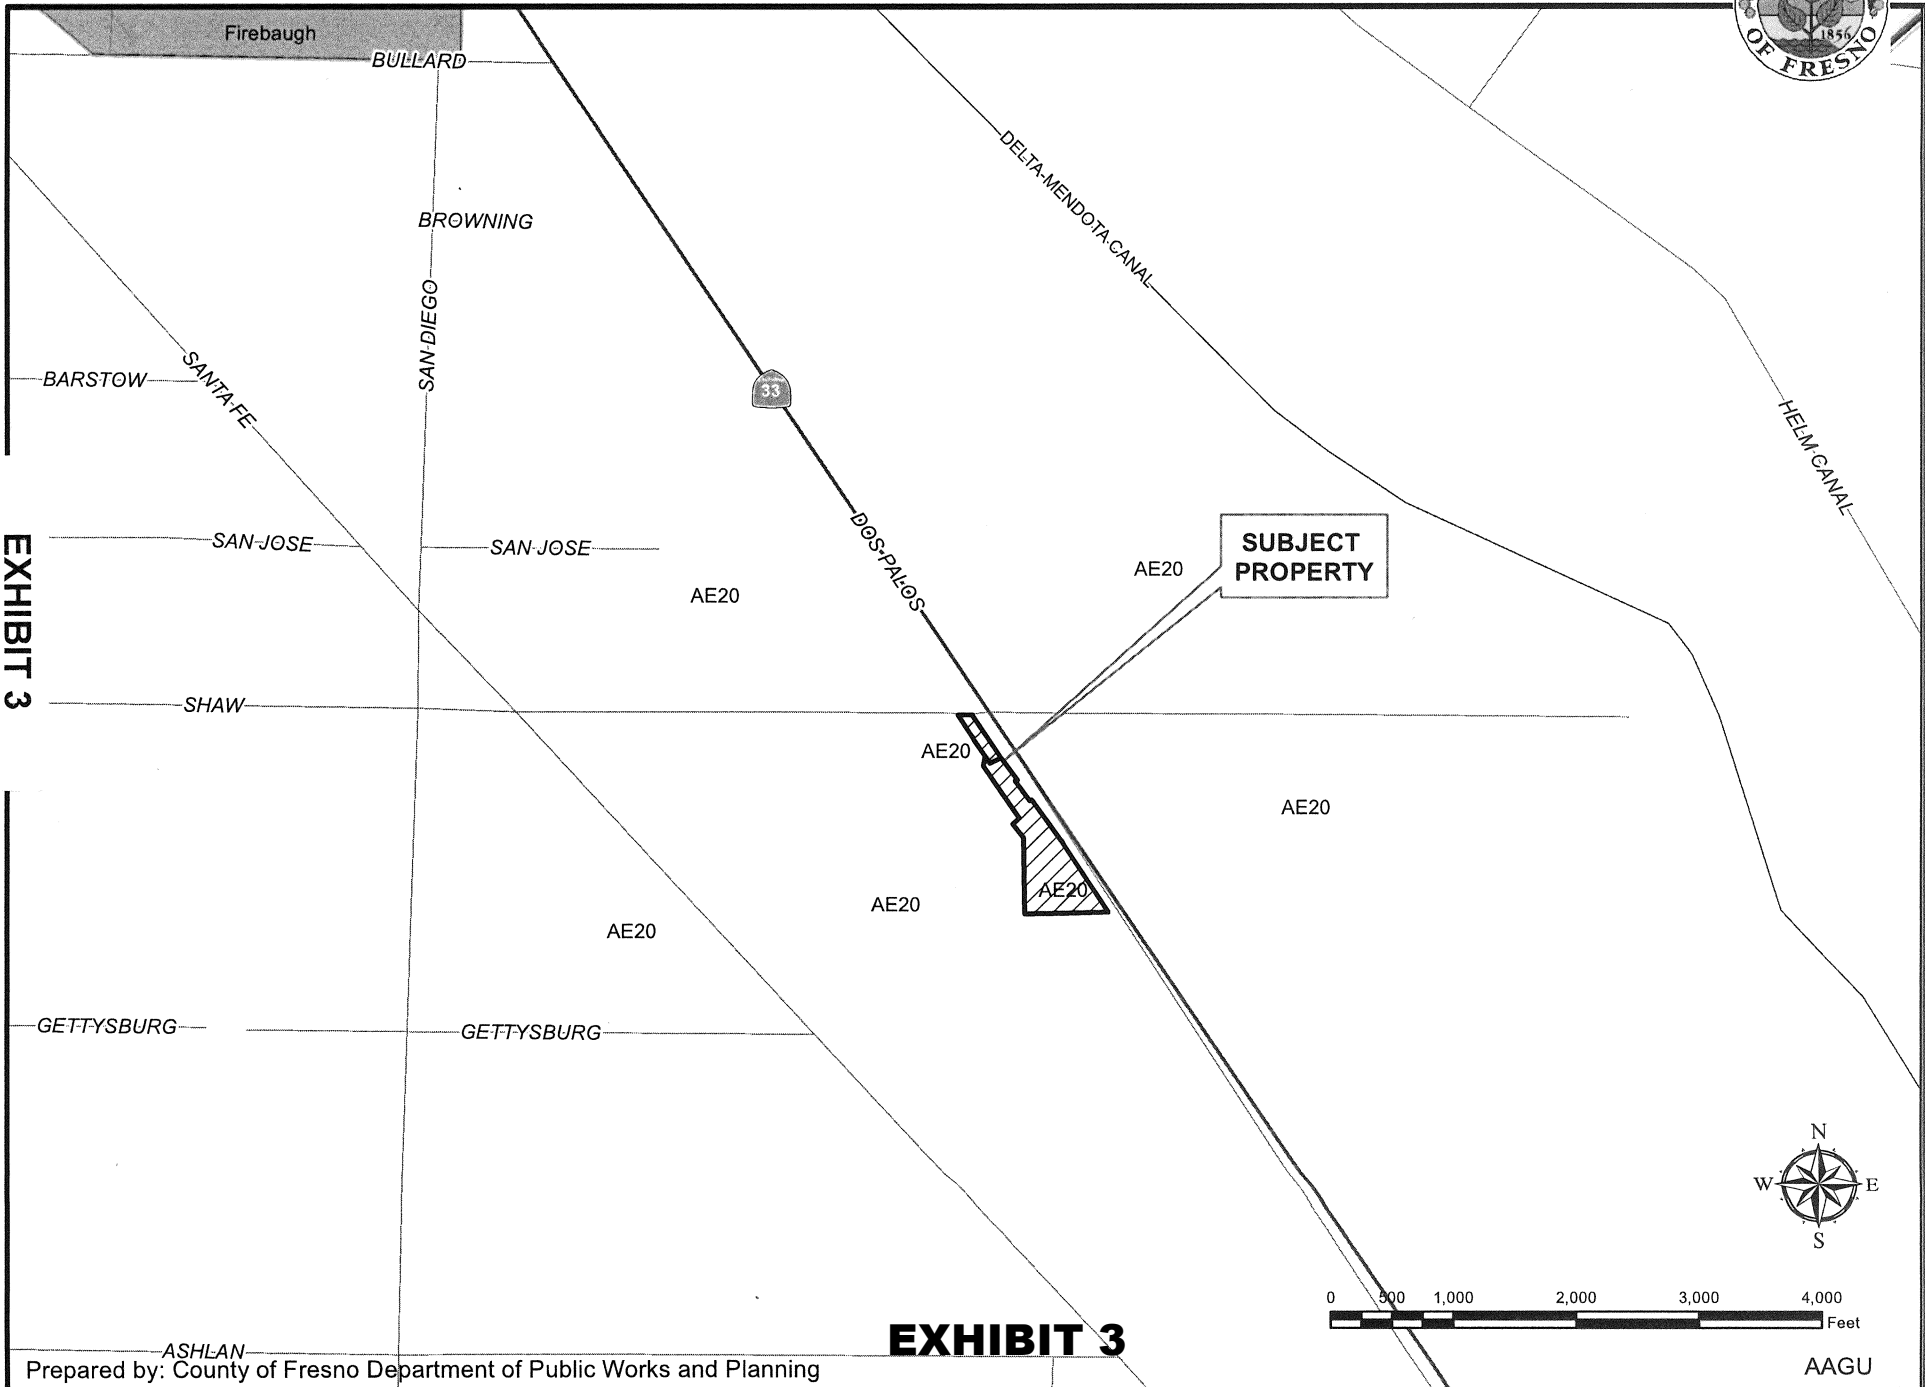 Firebaugh
1856
OF FRESNO
BULLARD
DELTA-MENDOTA CANAL
BROWNING
SAN DIEGO
SANTA FE
BARSTOW
33
HELM CANAL
DOS PALOS
SUBJECT
PROPERTY
EXHIBIT 3
SAN JOSE
SAN JOSE
AE20
AE20
SHAW
AE20
AE20
AE20
AE20
AE20
GETTYSBURG
GETTYSBURG
N
W
E
S
0 500 1,000 2,000 3,000 4,000
Feet
ASHLAN
EXHIBIT 3
Prepared by: County of Fresno Department of Public Works and Planning
AAGU